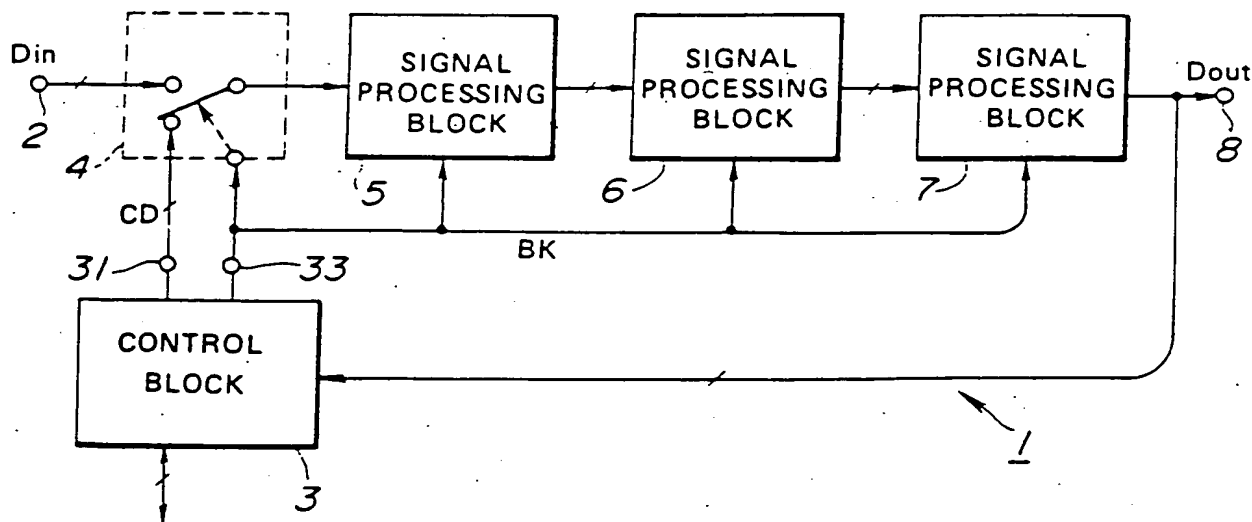 Din
2
4
SIGNAL
PROCESSING
BLOCK
5
SIGNAL
PROCESSING
BLOCK
6
SIGNAL
PROCESSING
BLOCK
7
Dout
8
CD
BK
31
33
CONTROL
BLOCK
3
1